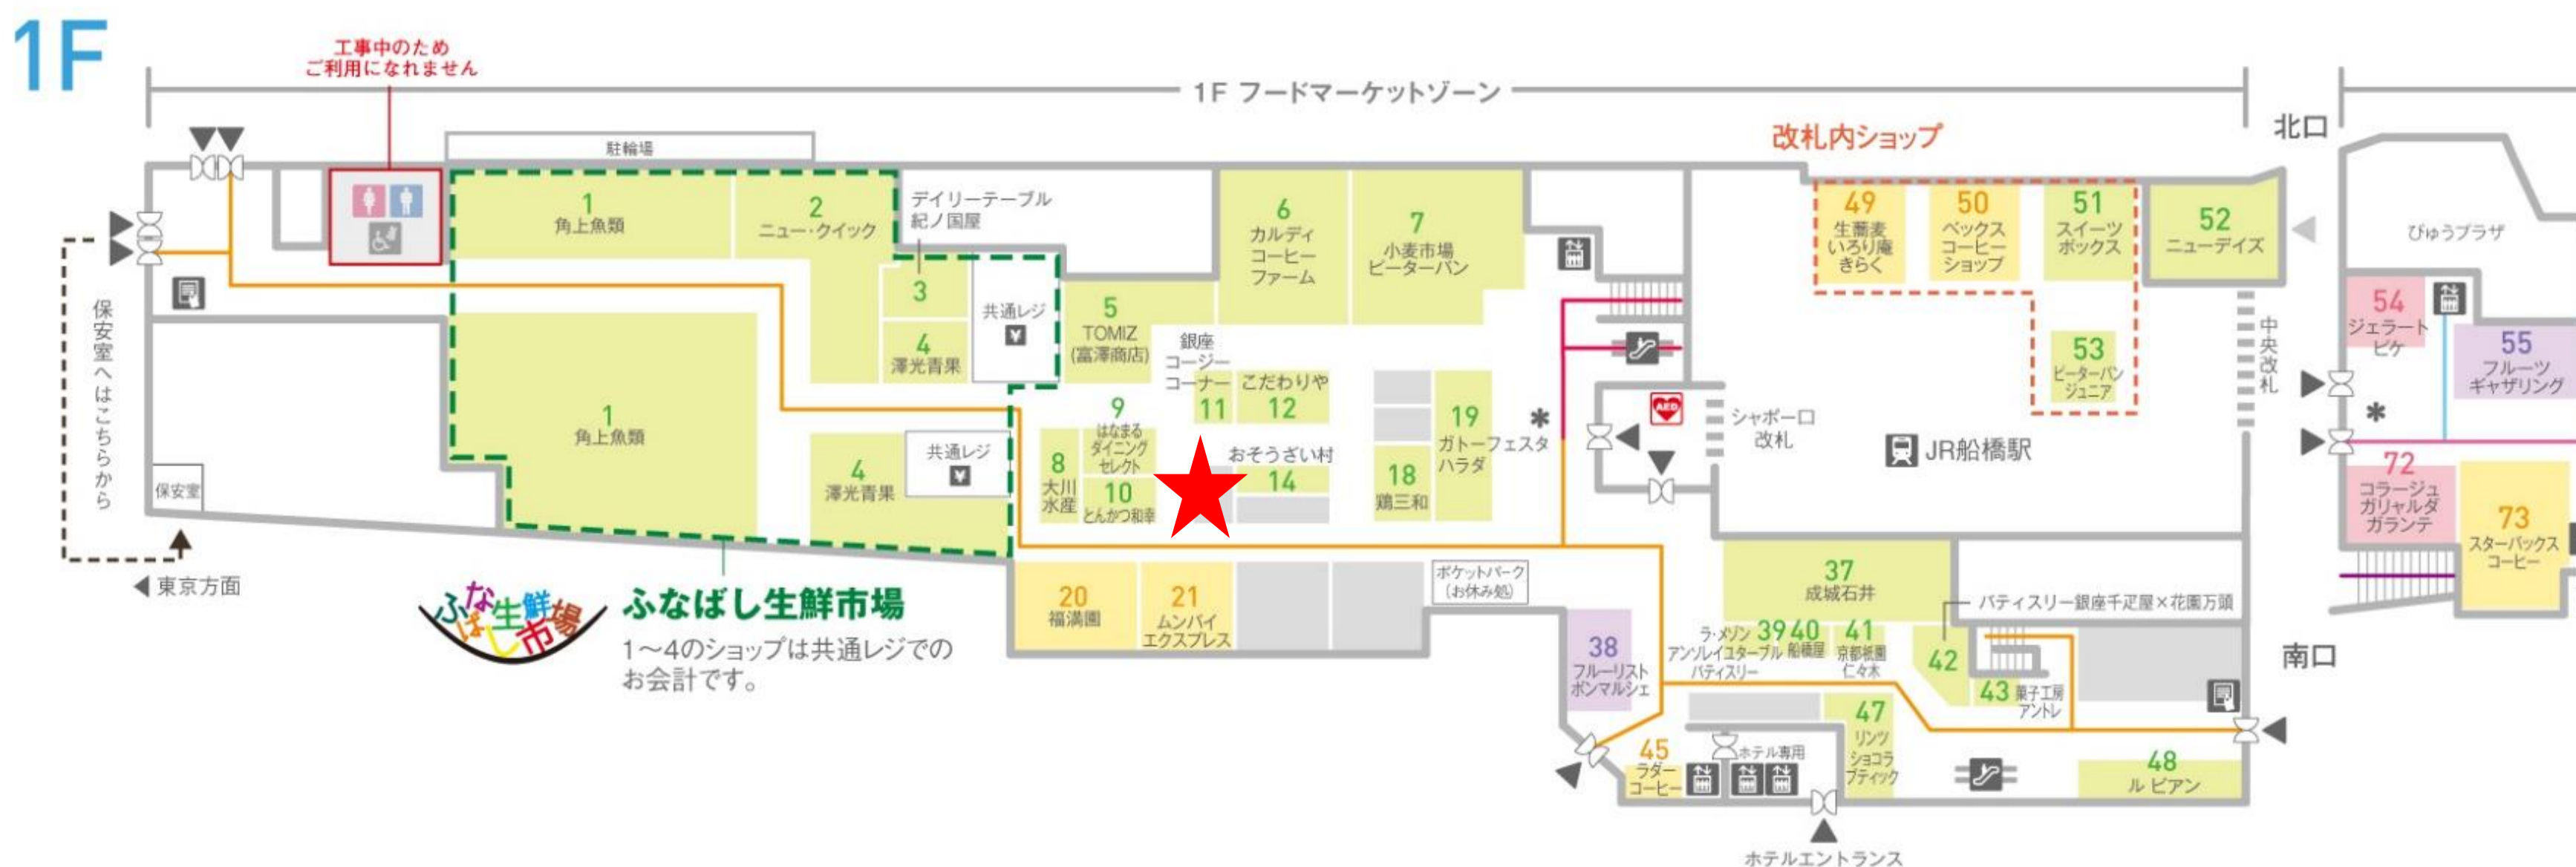 1F
工事中のため
ご利用になれません
1F フードマーケットゾーン
北口
改札内ショップ
駐輪場
1
角上魚類
2
ニュー・クイック
デイリーテーブル
紀ノ国屋
3
4
澤光青果
共通レジ
¥
5
TOMIZ
(富澤商店)
6
カルディ
コーヒー
ファーム
7
小麦市場
ピーターパン
49
生蕎麦
いろり庵
きらく
50
ベックス
コーヒー
ショップ
51
スイーツ
ボックス
52
ニューデイズ
53
ピーターパン
ジュニア
びゅうプラザ
54
ジェラート
ピケ
55
フルーツ
ギャザリング
中央改札
保安室へはこちらから
保安室
東京方面
1
角上魚類
4
澤光青果
共通レジ
¥
8
大川
水産
9
はなまる
ダイニング
セレクト
10
とんかつ和幸
銀座
コージー
コーナー
11
こだわりや
12
おそうざい村
14
18
鶏三和
19
ガトーフェスタ
ハラダ
*
AED
シャポー口
改札
JR船橋駅
*
72
コラージュ
ガリャルダ
ガランテ
73
スターバックス
コーヒー
ふなばし生鮮市場
ふなばし生鮮市場
1〜4のショップは共通レジでの
お会計です。
20
福満園
21
ムンバイ
エクスプレス
ポケットパーク
(お休み処)
37
成城石井
パティスリー銀座千疋屋×花園万頭
38
フルーリスト
ボンマルシェ
39
ラ・メゾン
アンソレイユターブル
パティスリー
40
船橋屋
41
京都祇園
仁々木
42
43
菓子工房
アントレ
南口
45
ラダー
コーヒー
ホテル専用
47
リンツ
ショコラ
ブティック
48
ル ビアン
ホテルエントランス